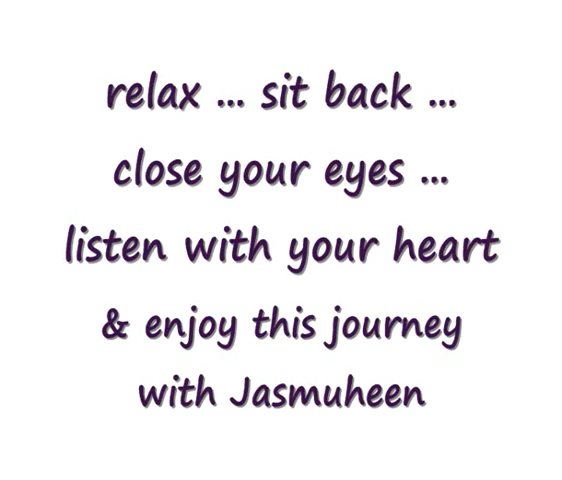 relax ... sit back ...
close your eyes ...
listen with your heart
& enjoy this journey
with Jasmuheen